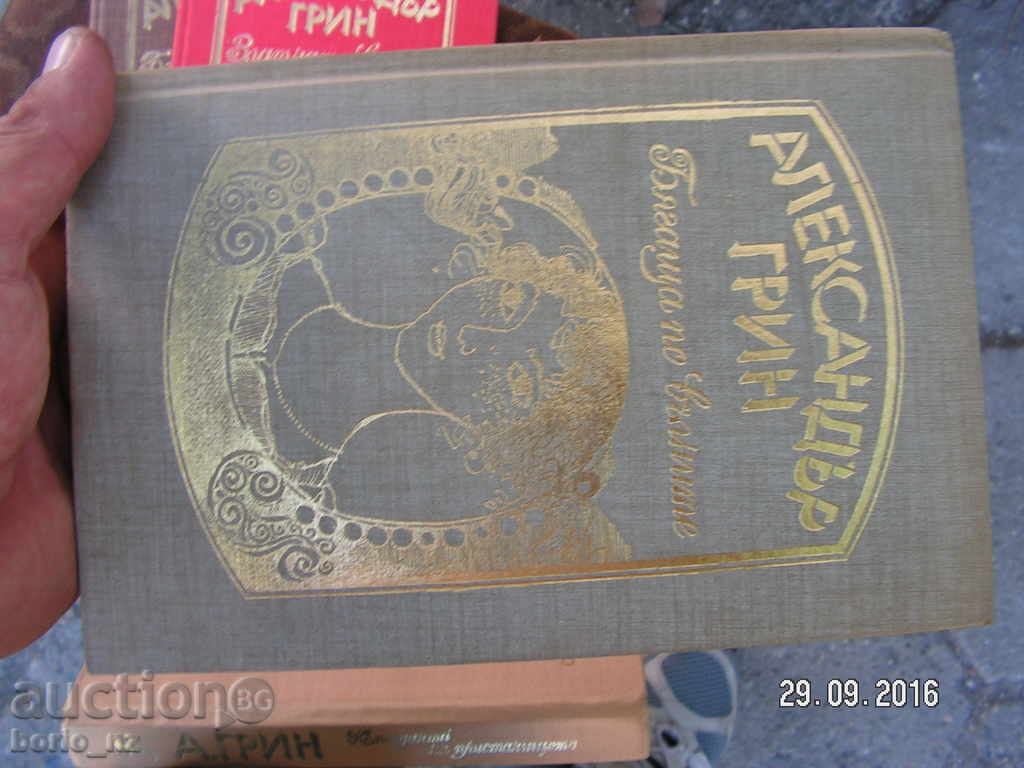 АЛЕКСАНДЪР
ГРИН
Бягаща по вълните
ГРИН
А. ГРИН
29.09.2016
auction BG
borio_nz